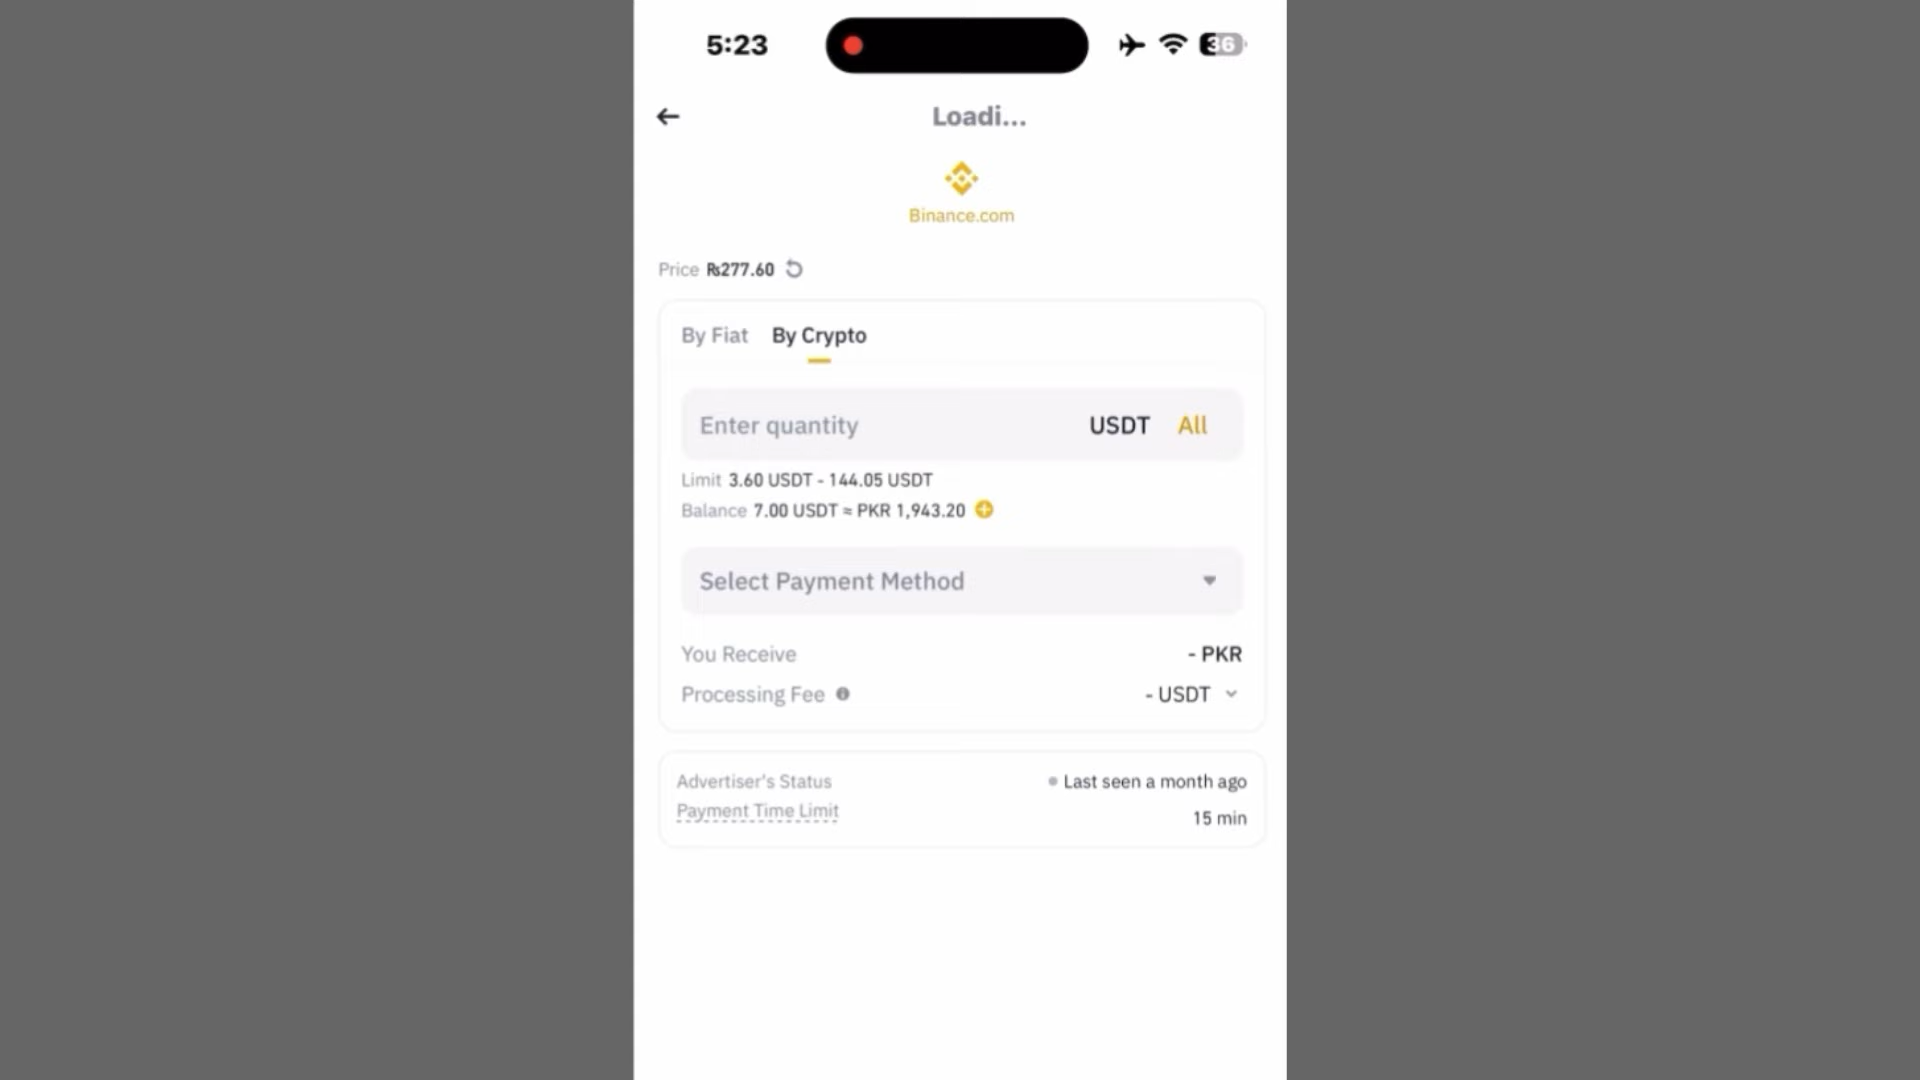 5:23
36
Loadi...
Binance.com
Price ₨277.60
By Fiat By Crypto
Enter quantity USDT All
Limit 3.60 USDT - 144.05 USDT
Balance 7.00 USDT ≈ PKR 1,943.20
Select Payment Method
You Receive - PKR
Processing Fee - USDT
Advertiser's Status Last seen a month ago
Payment Time Limit 15 min